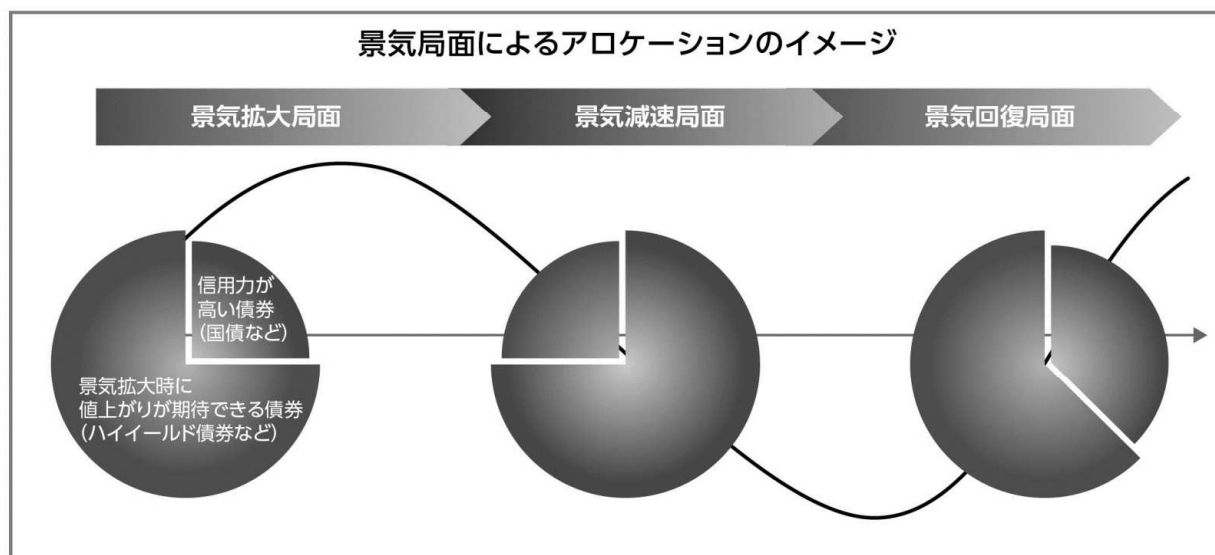 景気局面によるアロケーションのイメージ
景気拡大局面
景気減速局面
景気回復局面
信用力が
高い債券
(国債など)
景気拡大時に
値上がりが期待できる債券
(ハイイールド債券など)